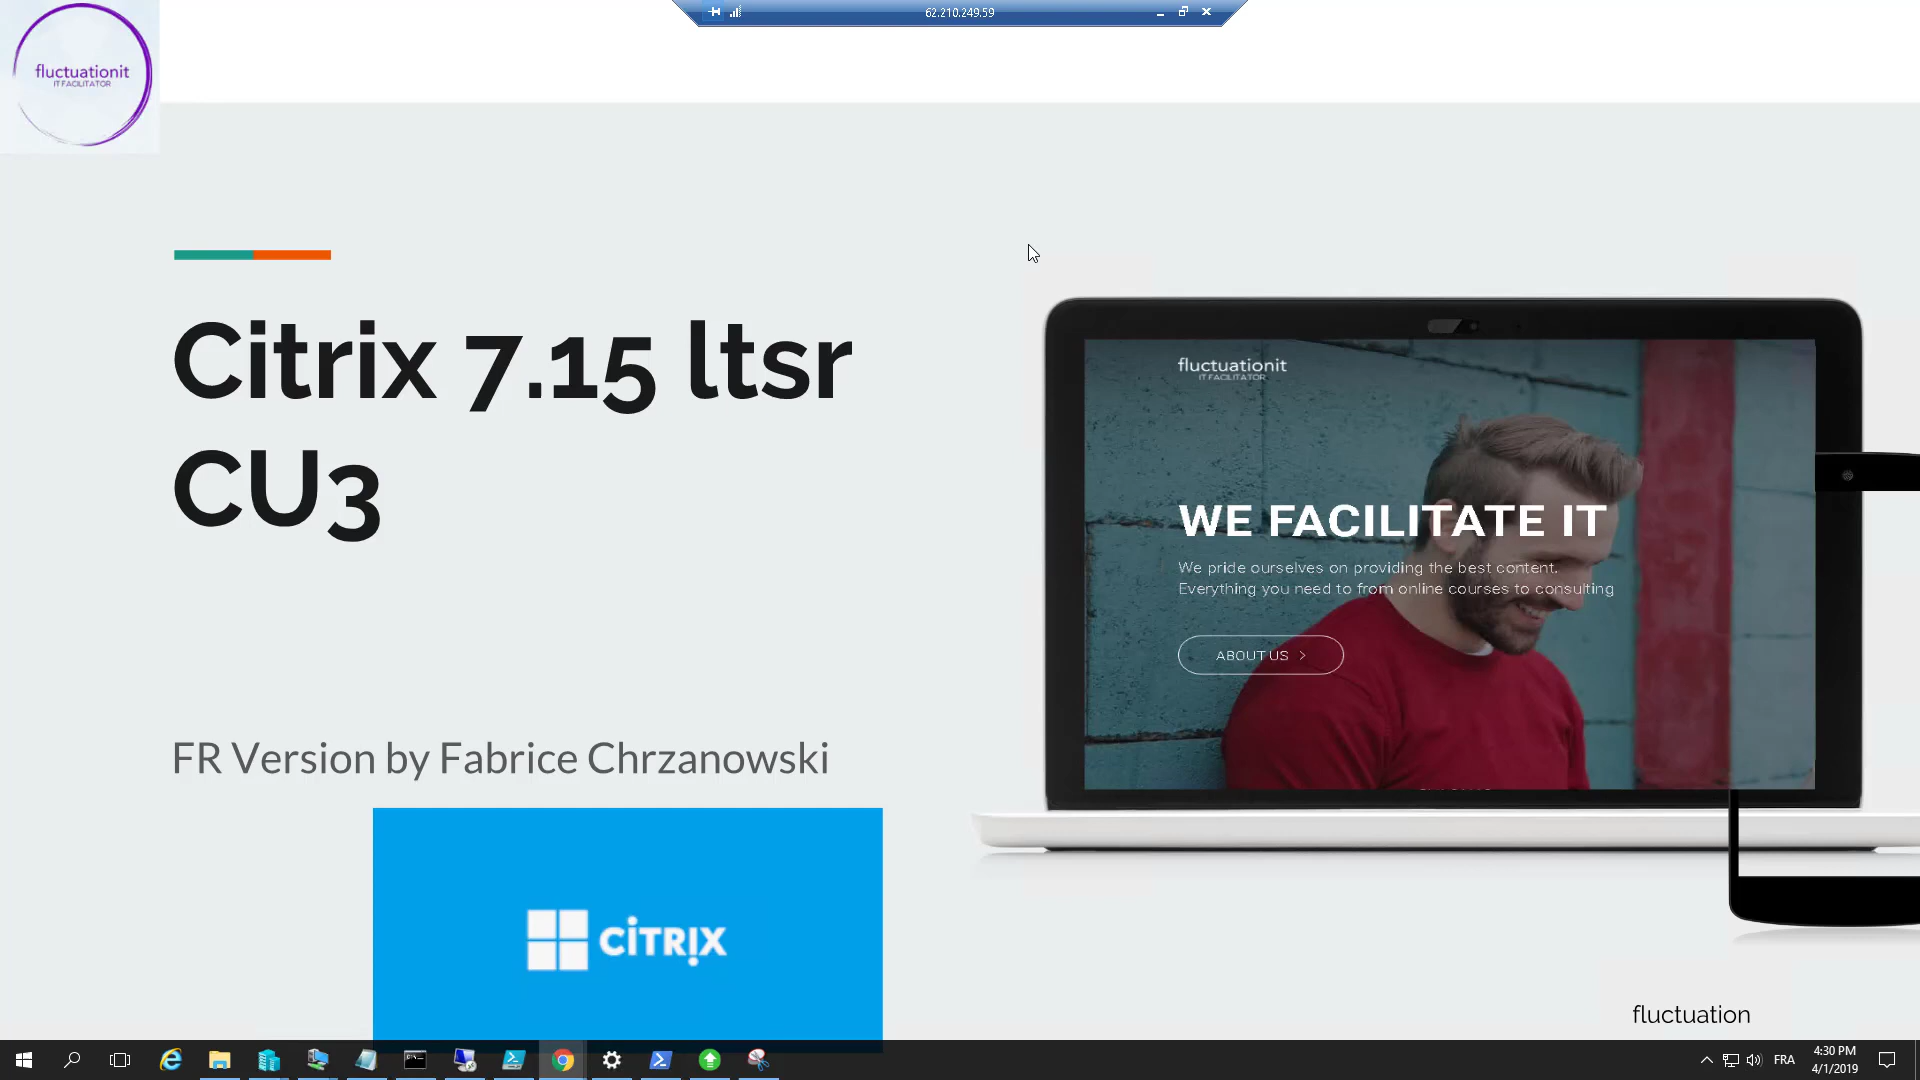 62.210.249.59
fluctuationit
IT FACILITATOR
Citrix 7.15 ltsr
CU3
FR Version by Fabrice Chrzanowski
CiTRIX
fluctuationit
IT FACILITATOR
WE FACILITATE IT
We pride ourselves on providing the best content.
Everything you need to from online courses to consulting
ABOUT US >
fluctuation
FRA
4:30 PM
4/1/2019